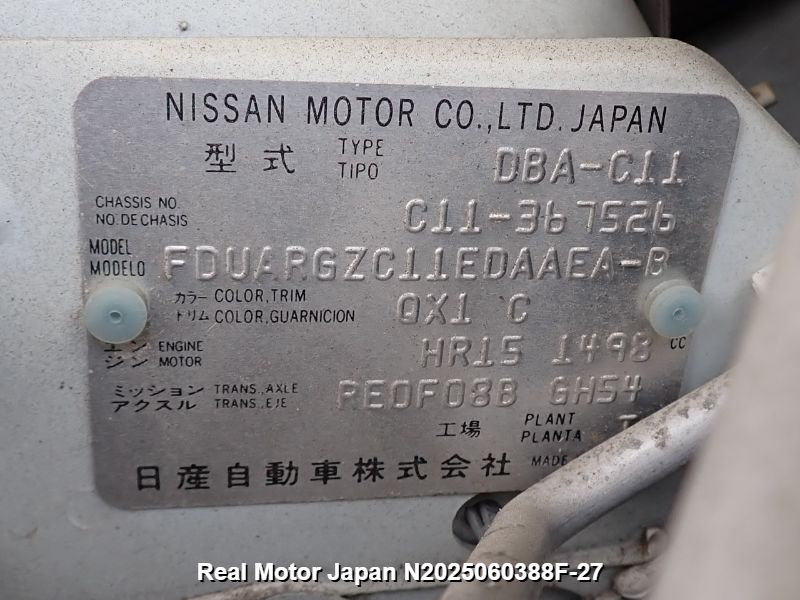 NISSAN MOTOR CO.,LTD. JAPAN
型式 TYPE TIPO DBA-C11
CHASSIS NO.
NO. DE CHASIS C11-367526
MODEL
MODELO FDUARGZC11EDAAEA-B
カラー COLOR,TRIM
トリム COLOR,GUARNICION QX1 C
エン ENGINE
ジン MOTOR HR15 1498 CC
ミッション TRANS.,AXLE
アクスル TRANS.,EJE RE0F08B GH54
工場 PLANT
PLANTA
日産自動車株式会社 MADE
Real Motor Japan N2025060388F-27